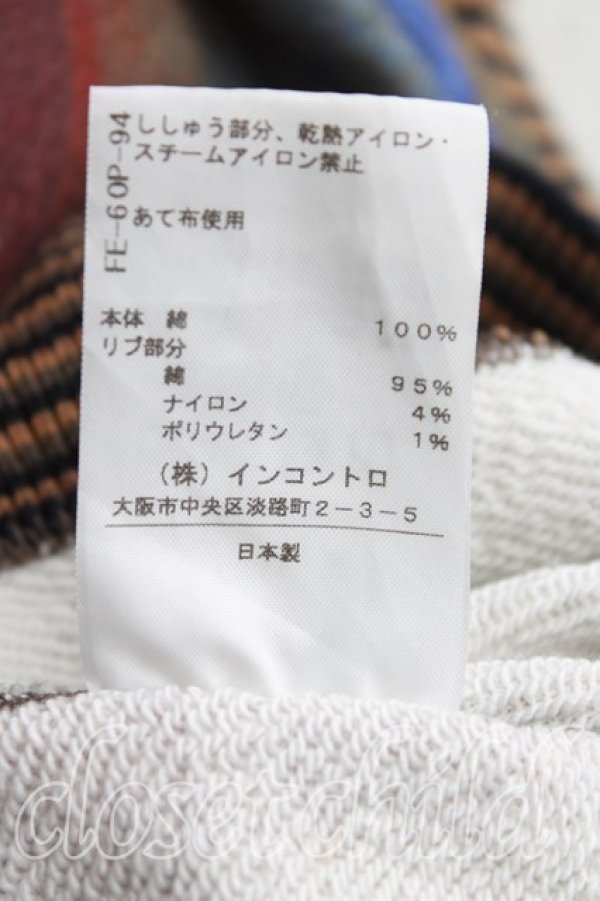 FE-60P-94
ししゅう部分、乾熱アイロン・
スチームアイロン禁止
あて布使用
本体 綿 100%
リブ部分
綿 95%
ナイロン 4%
ポリウレタン 1%
(株)インコントロ
大阪市中央区淡路町2-3-5
日本製
closetchild